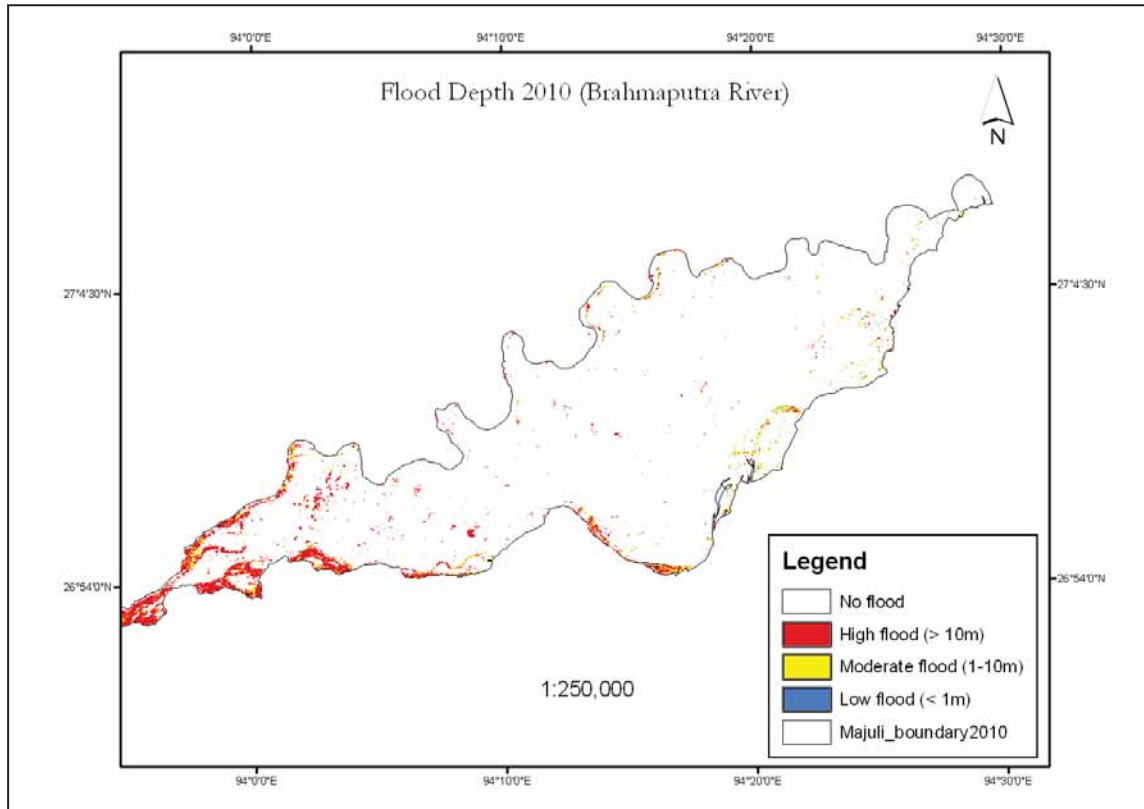 94°0'0"E 94°10'0"E 94°20'0"E 94°30'0"E
Flood Depth 2010 (Brahmaputra River)
N
27°4'30"N 27°4'30"N
26°54'0"N 26°54'0"N
Legend
No flood
High flood (> 10m)
Moderate flood (1-10m)
Low flood (< 1m)
Majuli_boundary2010
1:250,000
94°0'0"E 94°10'0"E 94°20'0"E 94°30'0"E